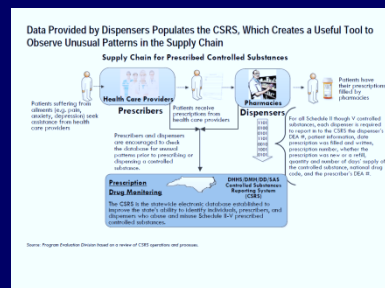 Data Provided by Dispensers Populates the CSRS, Which Creates a Useful Tool to
Observe Unusual Patterns in the Supply Chain
Supply Chain for Prescribed Controlled Substances
Patients suffering from
ailments (e.g. pain,
anxiety, depression) seek
assistance from health
care providers
Health Care Providers
Prescribers
Patients receive
prescriptions from
health care providers
Pharmacies
Dispensers
Patients have
their prescriptions
filled by
pharmacies
Prescribers and dispensers
are encouraged to check
the database for unusual
patterns prior to prescribing or
dispensing a controlled
substance.
For all Schedule II through V controlled
substances, each dispenser is required
to report in to the CSRS the dispenser's
DEA #, patient information, date
prescription was filled and written,
prescription number, whether the
prescription was new or a refill,
quantity and number of days' supply of
the controlled substance, national drug
code, and the prescriber's DEA #.
Prescription
Drug Monitoring
DHHS/DMH/DD/SAS
Controlled Substances
Reporting System
(CSRS)
The CSRS is the statewide electronic database established to
improve the state's ability to identify individuals, prescribers, and
dispensers who abuse and misuse Schedule II-V prescribed
controlled substances.
Source: Program Evaluation Division based on a review of CSRS operations and processes.